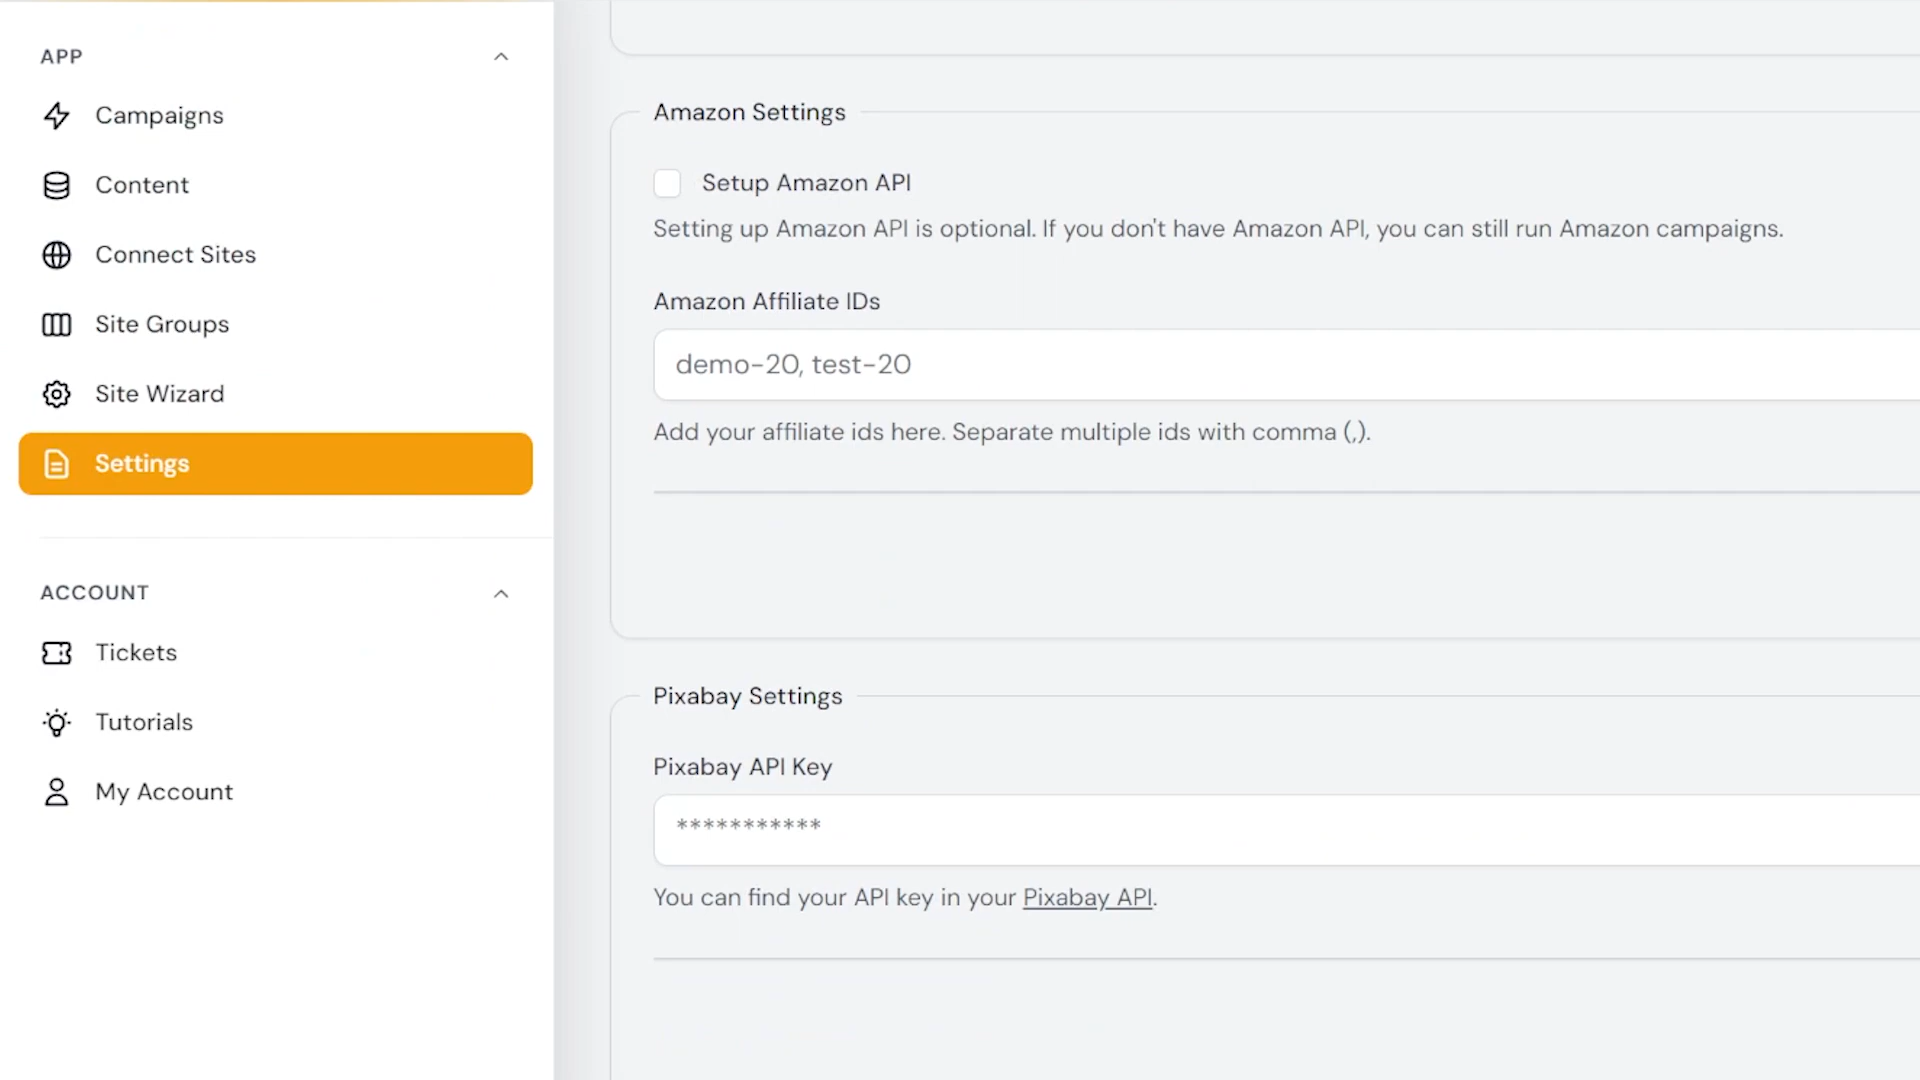 APP
Campaigns
Content
Connect Sites
Site Groups
Site Wizard
Settings
ACCOUNT
Tickets
Tutorials
My Account
Amazon Settings
Setup Amazon API
Setting up Amazon API is optional. If you don't have Amazon API, you can still run Amazon campaigns.
Amazon Affiliate IDs
demo-20, test-20
Add your affiliate ids here. Separate multiple ids with comma (,).
Pixabay Settings
Pixabay API Key
***********
You can find your API key in your Pixabay API.